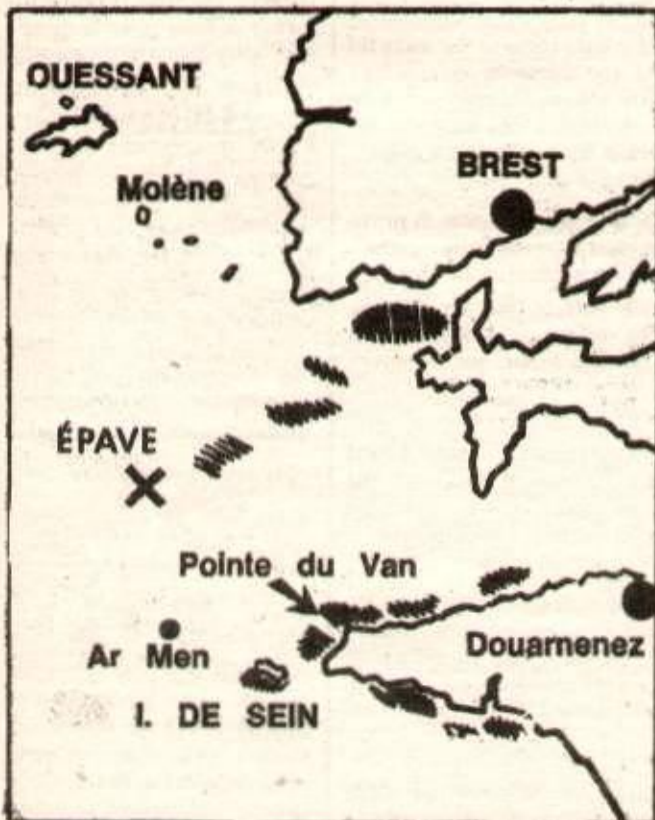 OUESSANT
Molène
BREST
ÉPAVE
Pointe du Van
Ar Men
Douarnenez
I. DE SEIN